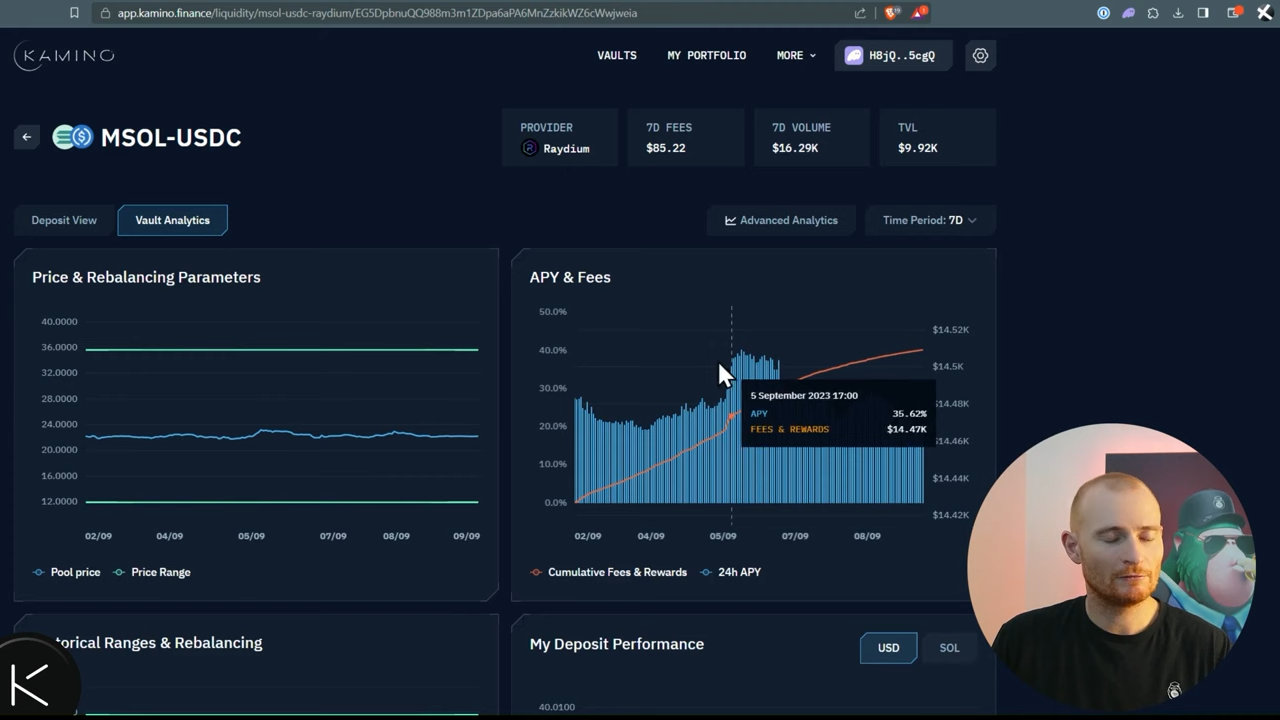 app.kamino.finance/liquidity/msol-usdc-raydium/EG5DpbnuQQ988m3m1ZDpa6aPA6MnZzkikWZ6cWwjweia
KAMINO
VAULTS
MY PORTFOLIO
MORE
H8jQ..5cgQ
MSOL-USDC
PROVIDER
Raydium
7D FEES
$85.22
7D VOLUME
$16.29K
TVL
$9.92K
Deposit View
Vault Analytics
Advanced Analytics
Time Period: 7D
Price & Rebalancing Parameters
40.0000
36.0000
32.0000
28.0000
24.0000
20.0000
16.0000
12.0000
02/09 04/09 05/09 07/09 08/09 09/09
Pool price
Price Range
APY & Fees
50.0%
40.0%
30.0%
20.0%
10.0%
0.0%
$14.52K
$14.5K
$14.48K
$14.46K
$14.44K
$14.42K
5 September 2023 17:00
APY 35.62%
FEES & REWARDS $14.47K
02/09 04/09 05/09 07/09 08/09
Cumulative Fees & Rewards
24h APY
torical Ranges & Rebalancing
My Deposit Performance
USD
SOL
40.0100